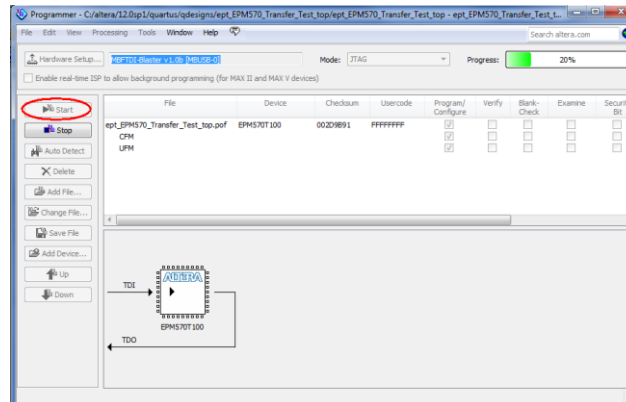 Programmer - C:/altera/12.0sp1/quartus/qdesigns/ept_EPM570_Transfer_Test_top/ept_EPM570_Transfer_Test_top - ept_EPM570_Transfer_Test_t...
File Edit View Processing Tools Window Help
Search altera.com
Hardware Setup... MBFTDI-Blaster v1.0b [MBUSB-0] Mode: JTAG Progress: 20%
Enable real-time ISP to allow background programming (for MAX II and MAX V devices)
Start
Stop
Auto Detect
Delete
Add File...
Change File...
Save File
Add Device...
Up
Down
File Device Checksum Usercode Program/Configure Verify Blank-Check Examine Securit Bit
ept_EPM570_Transfer_Test_top.pof EPM570T100 002D9B91 FFFFFFFF
CFM
UFM
TDI
ALTERA
EPM570T100
TDO